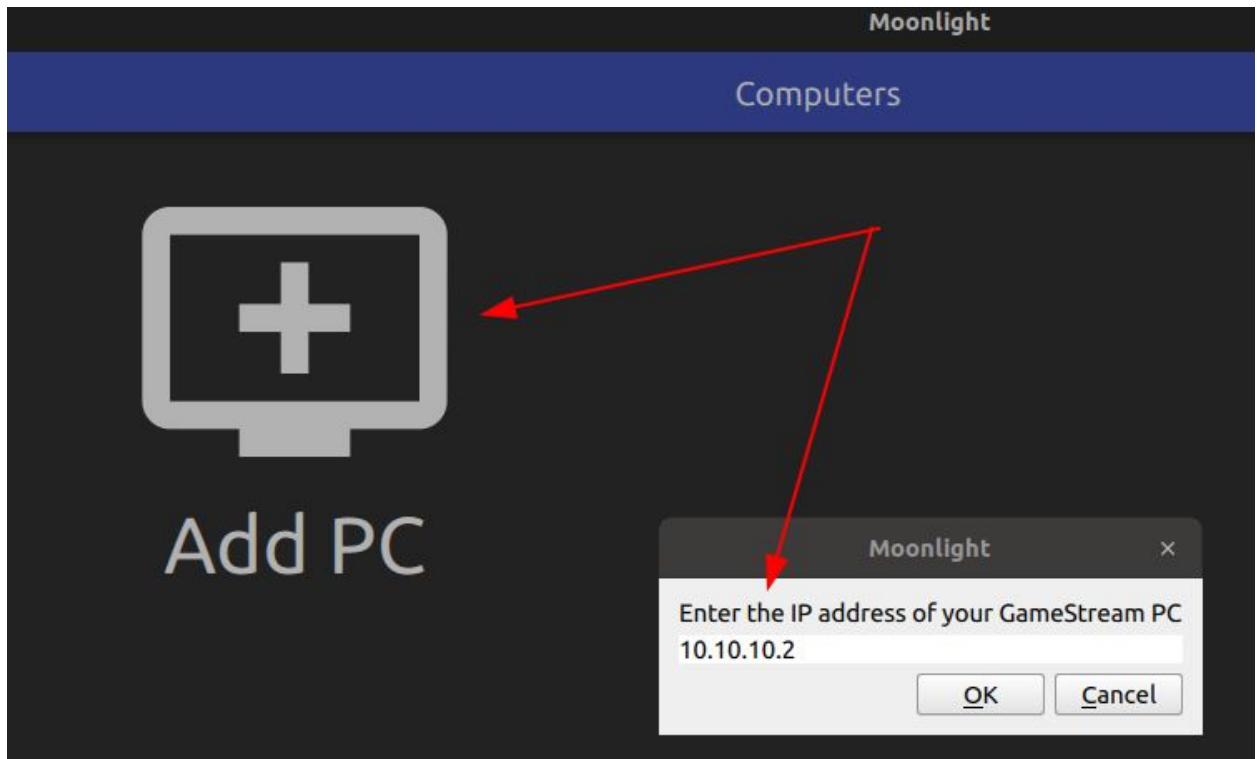 Moonlight
Computers
Add PC
Moonlight ×
Enter the IP address of your GameStream PC
10.10.10.2
OK Cancel